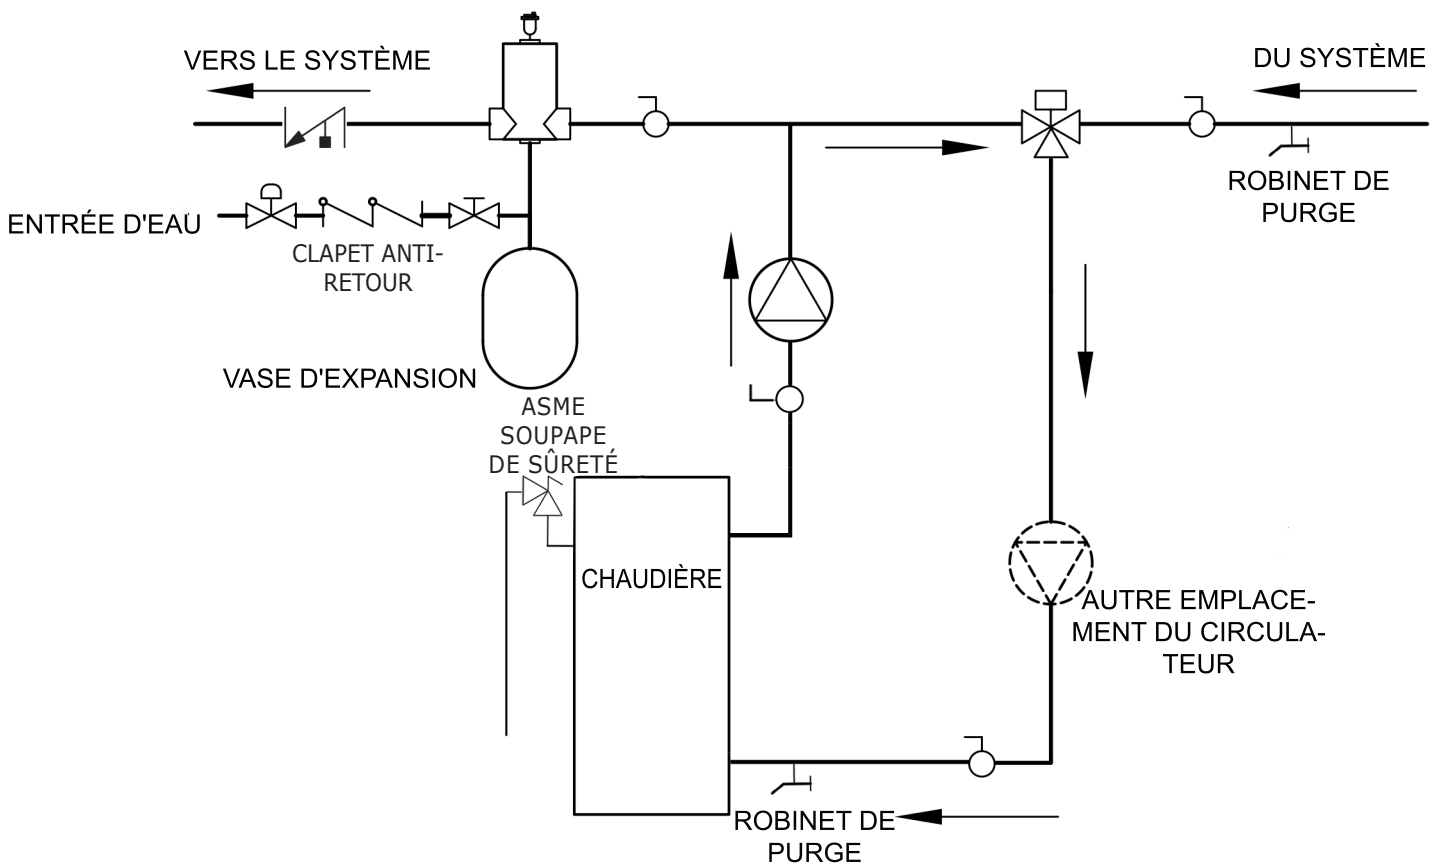 VERS LE SYSTÈME
DU SYSTÈME
ROBINET DE
PURGE
ENTRÉE D'EAU
CLAPET ANTI-
RETOUR
VASE D'EXPANSION
ASME
SOUPAPE
DE SÛRETÉ
CHAUDIÈRE
AUTRE EMPLACE-
MENT DU CIRCULA-
TEUR
ROBINET DE
PURGE